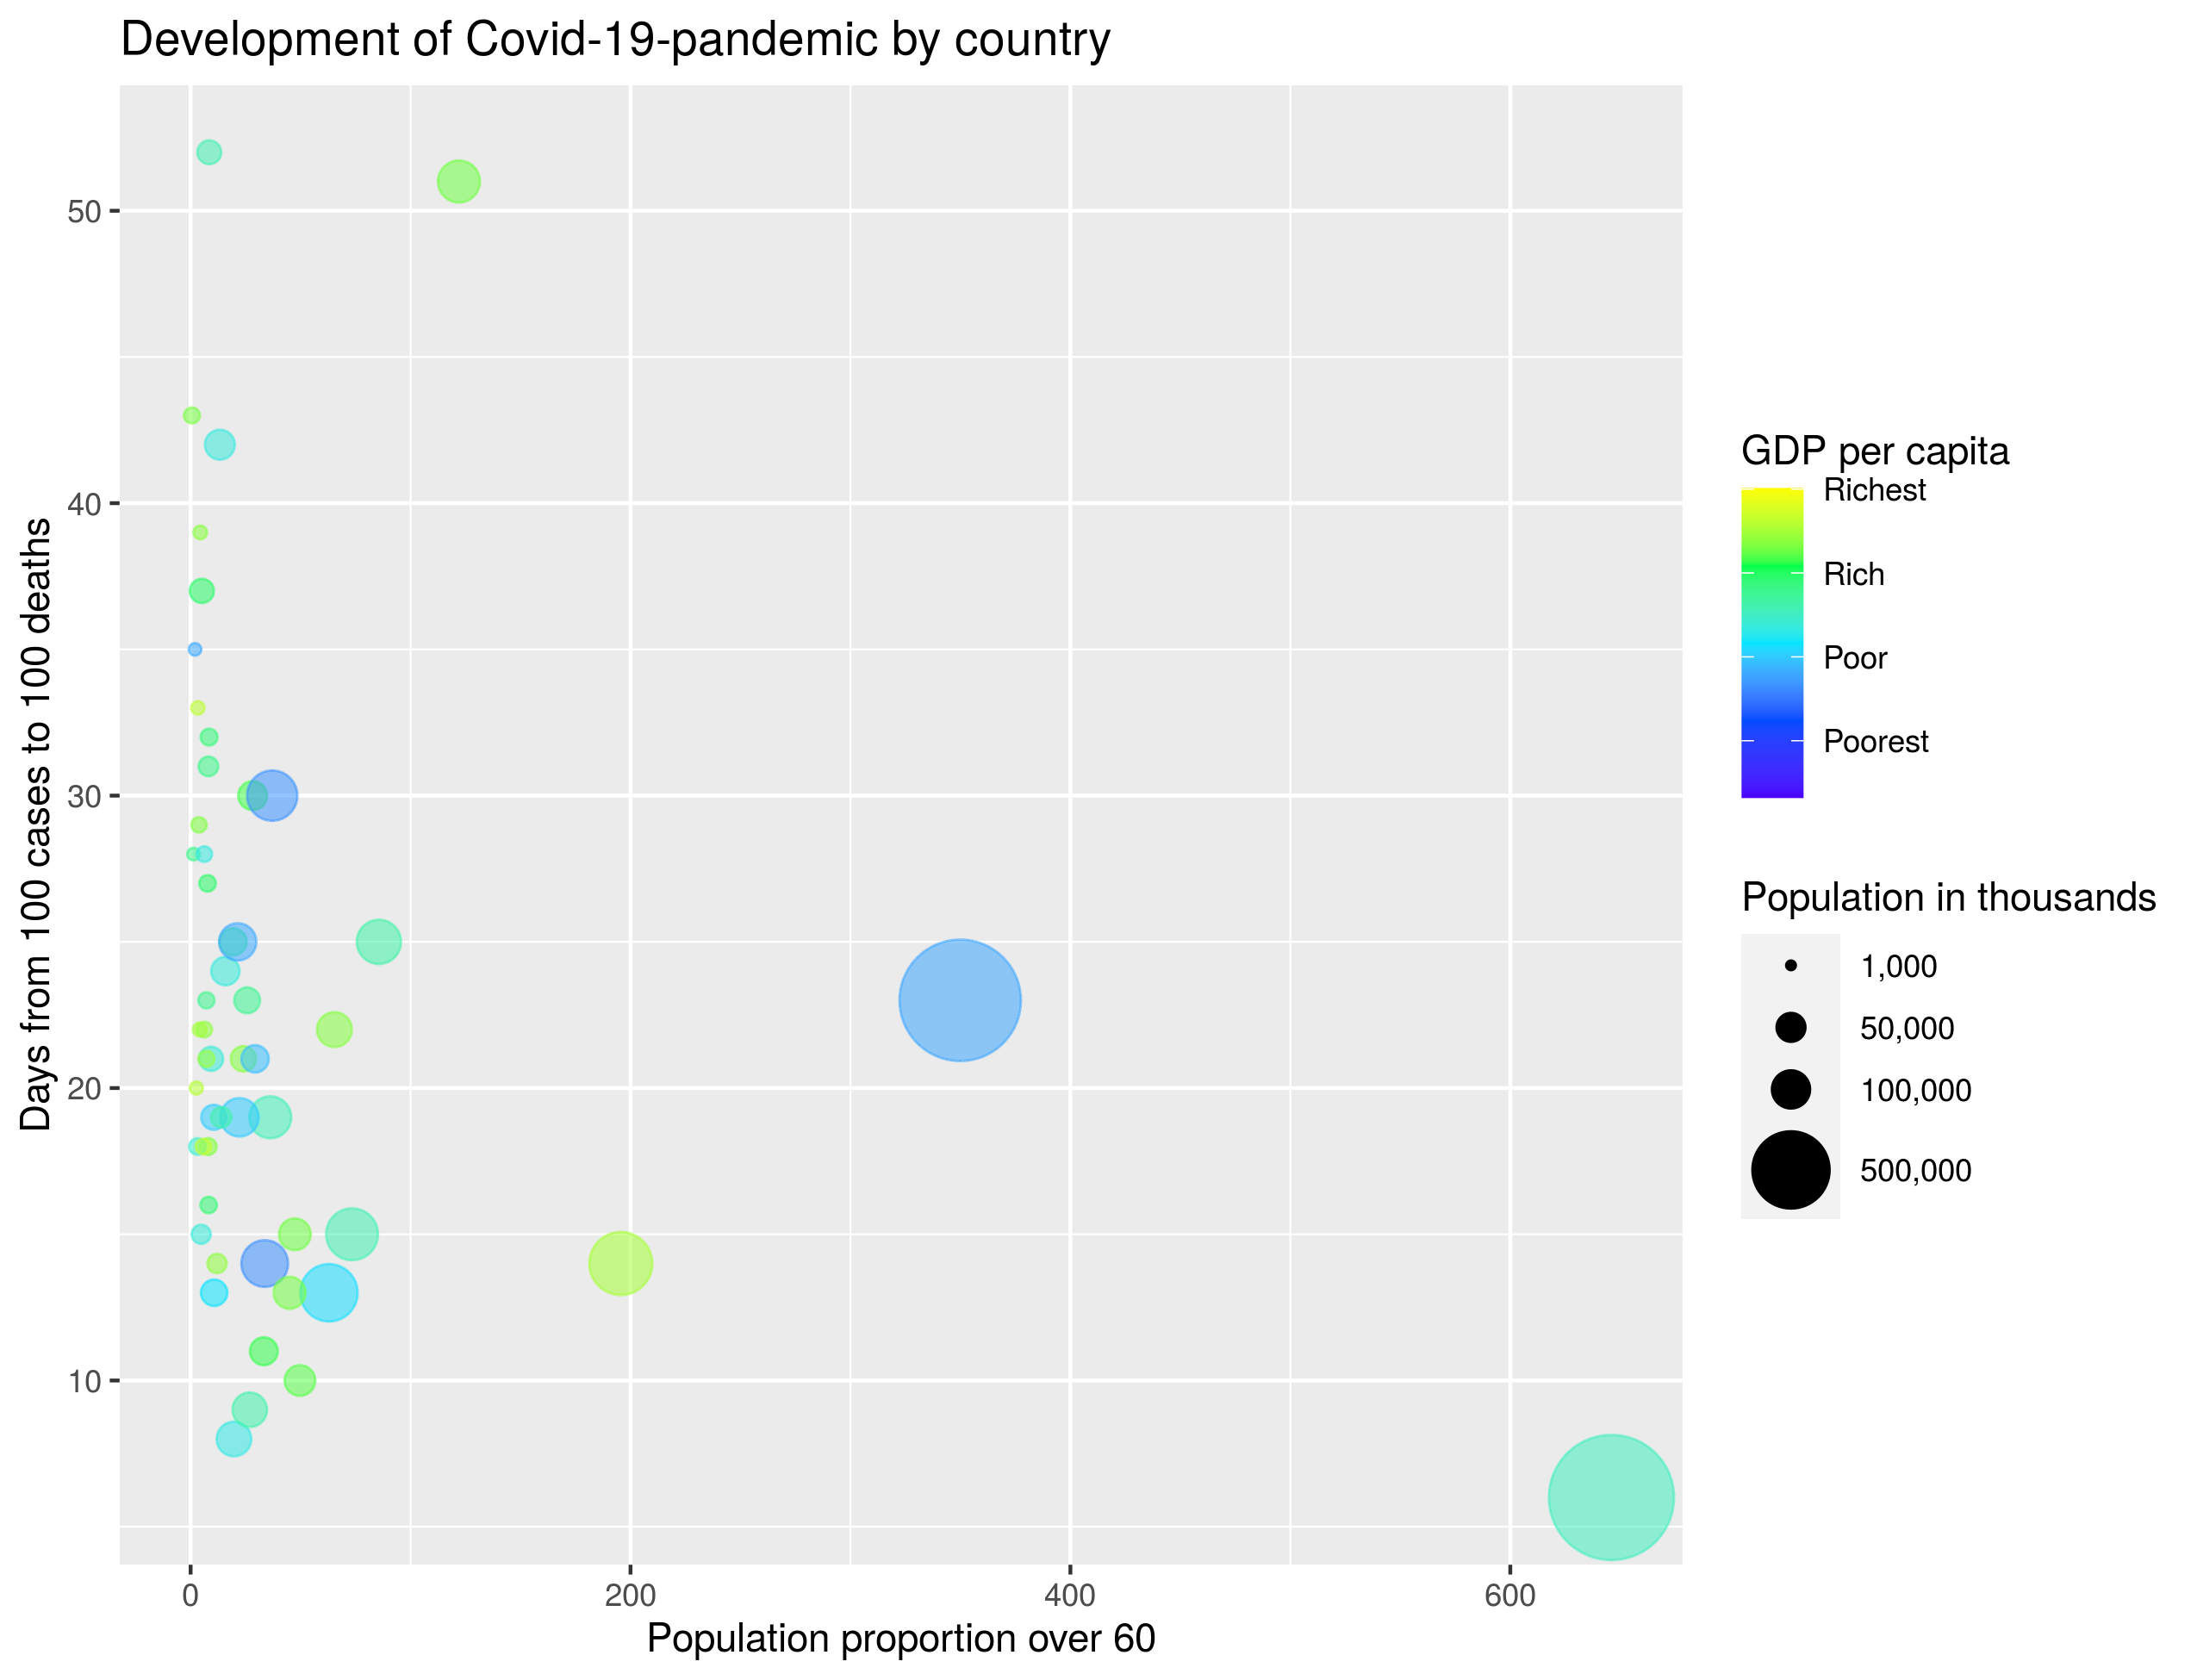 Development of Covid-19-pandemic by country
Days from 100 cases to 100 deaths
50
40
30
20
10
0
200
400
600
Population proportion over 60
GDP per capita
Richest
Rich
Poor
Poorest
Population in thousands
1,000
50,000
100,000
500,000